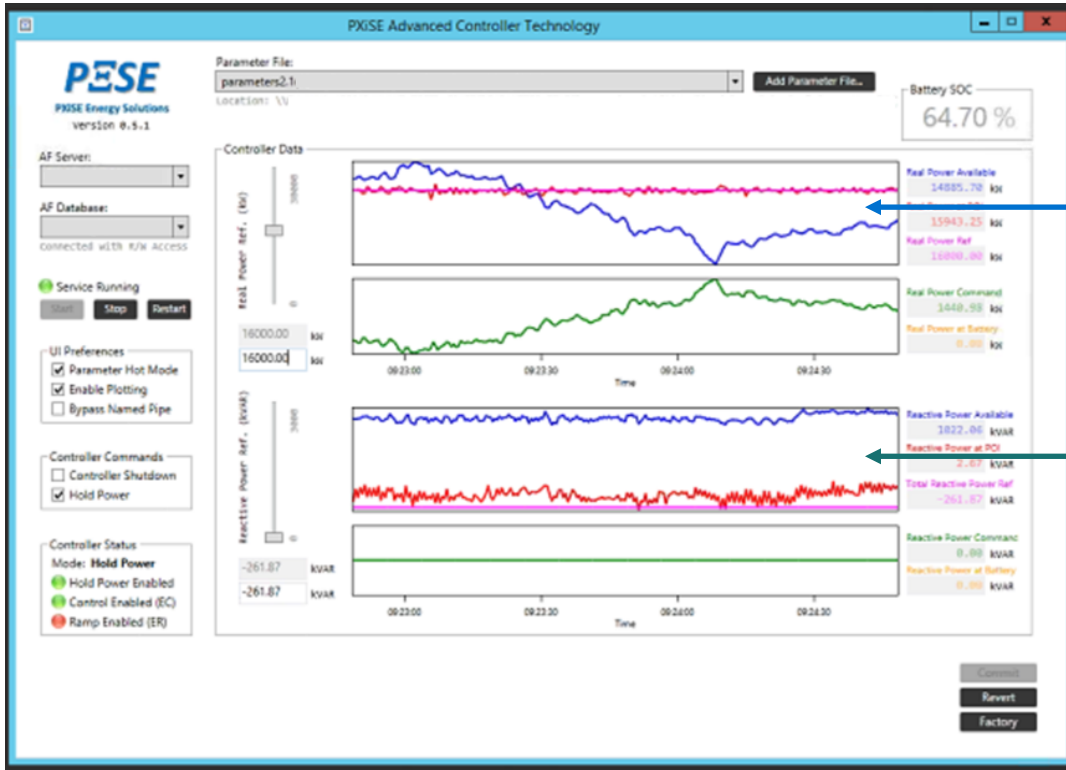 PXiSE Advanced Controller Technology
PXiSE
PXiSE Energy Solutions
version 0.5.1
Parameter File:
parameters2.1
Add Parameter File...
Location: \\
Battery SOC
64.70 %
AF Server:
AF Database:
connected with R/W Access
Service Running
Start Stop Restart
UI Preferences
Parameter Hot Mode
Enable Plotting
Bypass Named Pipe
Controller Commands
Controller Shutdown
Hold Power
Controller Status
Mode: Hold Power
Hold Power Enabled
Control Enabled (EC)
Ramp Enabled (ER)
Controller Data
Real Power Ref. (kW)
30000
0
16000.00 kW
16000.00 kW
Real Power Available
14885.70 kW
15943.25 kW
Real Power Ref
16000.00 kW
Real Power Command
1440.98 kW
Real Power at Battery
0.00 kW
09:23:00 09:23:30 09:24:00 09:24:30
Time
Reactive Power Ref. (kVAR)
3000
0
-261.87 kVAR
-261.87 kVAR
Reactive Power Available
1022.06 kVAR
Reactive Power at POI
2.67 kVAR
Total Reactive Power Ref
-261.87 kVAR
Reactive Power Command
0.00 kVAR
Reactive Power at Battery
0.00 kVAR
09:23:00 09:23:30 09:24:00 09:24:30
Time
Commit
Revert
Factory